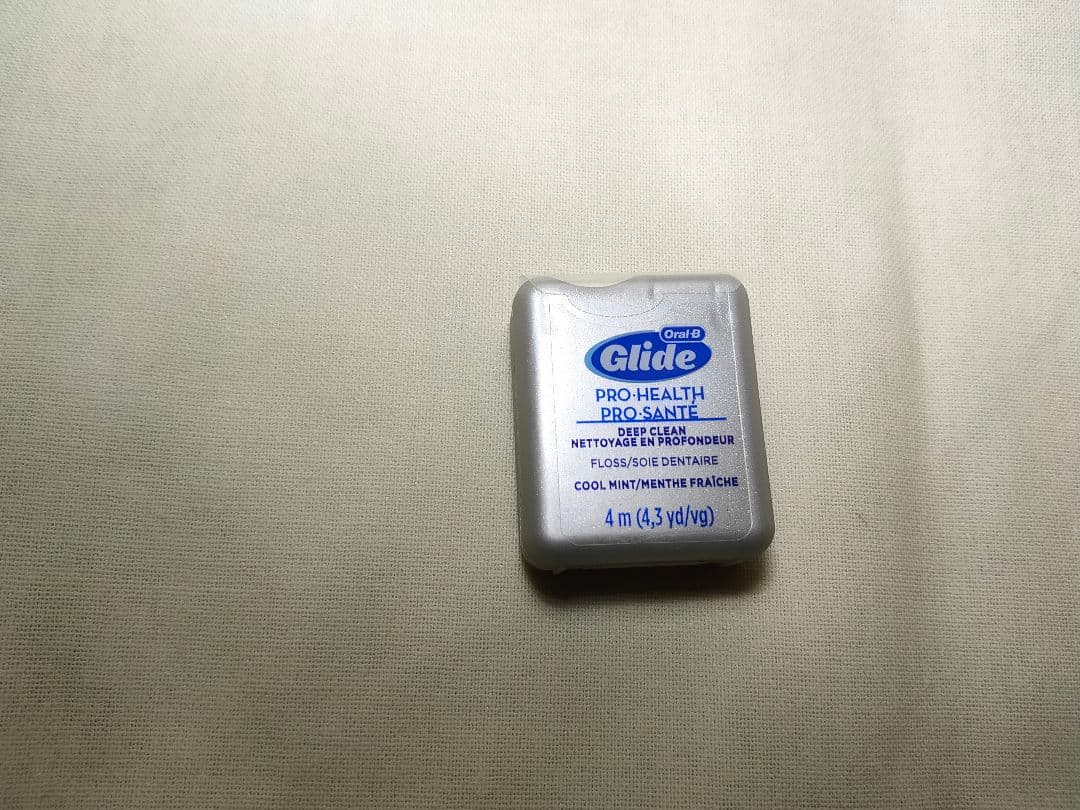 Oral-B
Glide
PRO·HEALTH
PRO·SANTÉ
DEEP CLEAN
NETTOYAGE EN PROFONDEUR
FLOSS/SOIE DENTAIRE
COOL MINT/MENTHE FRAÎCHE
4 m (4,3 yd/vg)